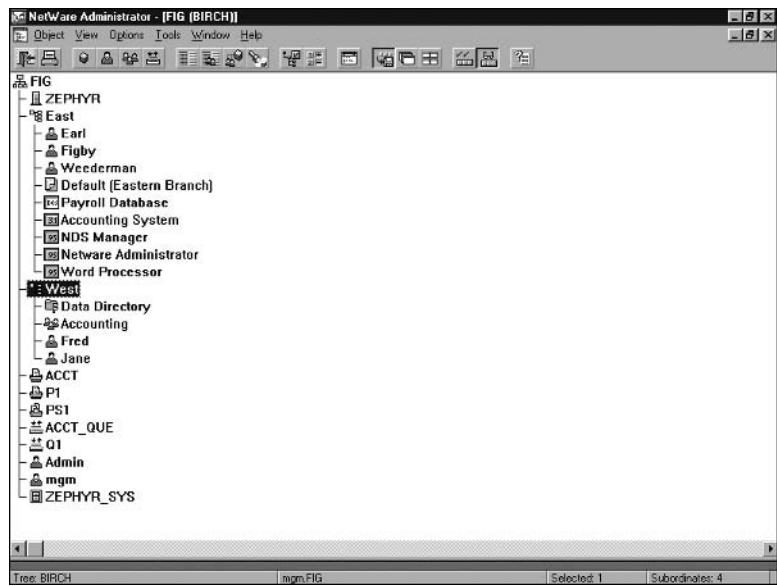 NetWare Administrator - [FIG (BIRCH)]
Object View Options Tools Window Help
FIG
ZEPHYR
East
Earl
Figby
Weederman
Default (Eastern Branch)
Payroll Database
Accounting System
NDS Manager
Netware Administrator
Word Processor
West
Data Directory
Accounting
Fred
Jane
ACCT
P1
PS1
ACCT_QUE
Q1
Admin
mgm
ZEPHYR_SYS
Tree: BIRCH mgm.FIG Selected: 1 Subordinates: 4